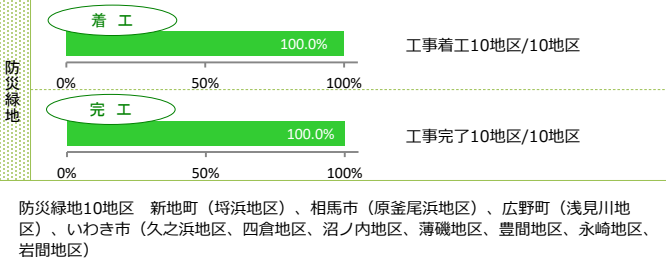 防災緑地
着 工
100.0%
工事着工10地区/10地区
0% 50% 100%
完 工
100.0%
工事完了10地区/10地区
0% 50% 100%
防災緑地10地区　新地町（埒浜地区）、相馬市（原釜尾浜地区）、広野町（浅見川地
区）、いわき市（久之浜地区、四倉地区、沼ノ内地区、薄磯地区、豊間地区、永崎地区、
岩間地区）